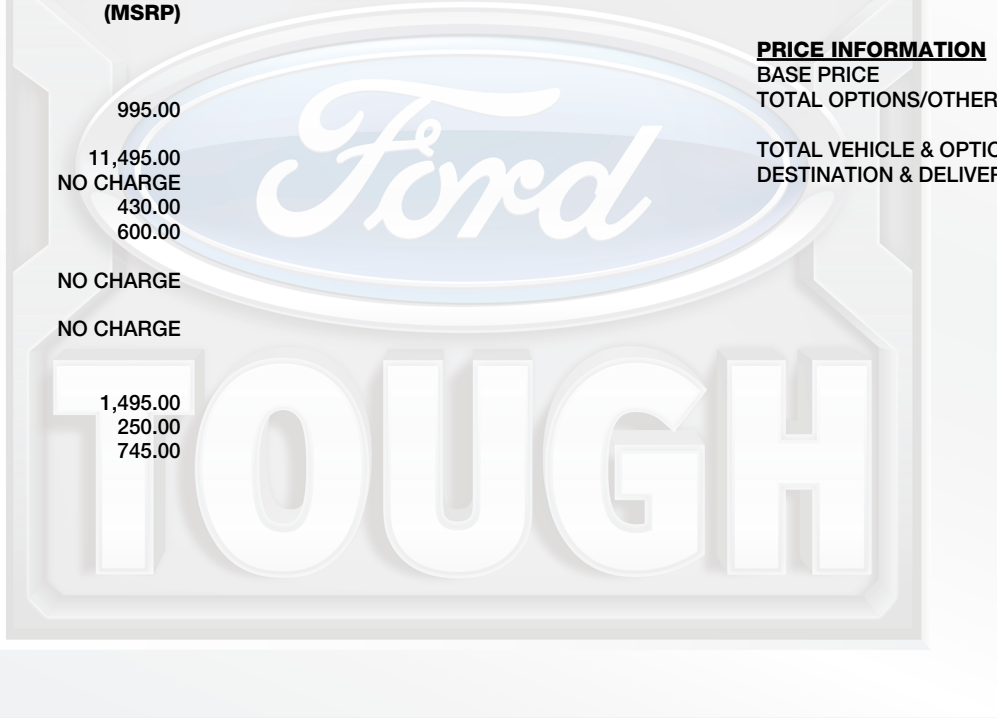 (MSRP)
995.00
11,495.00
NO CHARGE
430.00
600.00
NO CHARGE
NO CHARGE
1,495.00
250.00
745.00
PRICE INFORMATION
BASE PRICE
TOTAL OPTIONS/OTHER
TOTAL VEHICLE & OPTIO
DESTINATION & DELIVER
Ford
TOUGH